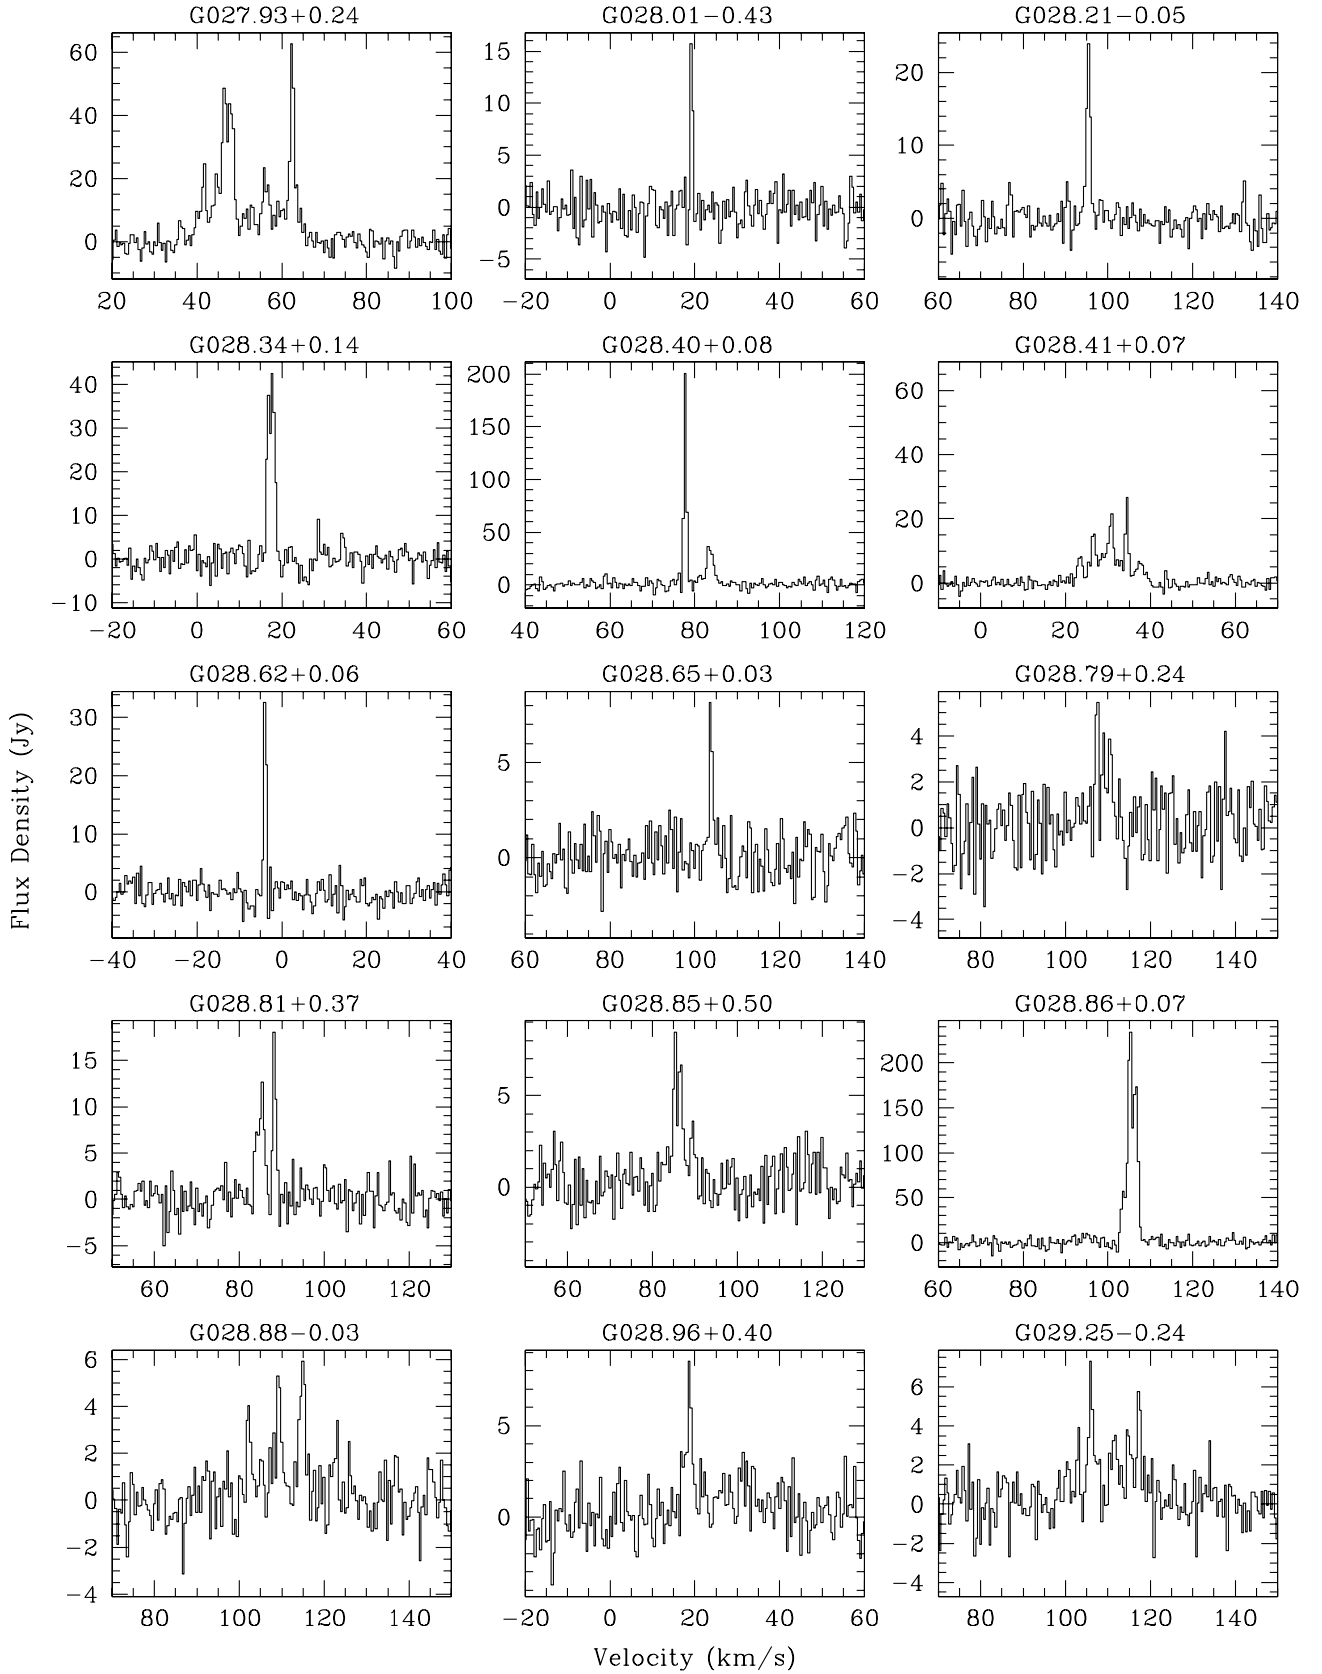 G027.93+0.24 G028.01−0.43 G028.21−0.05
60 15 20
40 10
20 5 10
0 0 0
−5
20 40 60 80 100 −20 0 20 40 60 60 80 100 120 140
G028.34+0.14 G028.40+0.08 G028.41+0.07
40 200 60
30 150
20 100 40
10 50 20
0 0 0
−10
−20 0 20 40 60 40 60 80 100 120 0 20 40 60
G028.62+0.06 G028.65+0.03 G028.79+0.24
30 5 4
20 2
10 0 0
0 −2
−4
−40 −20 0 20 40 60 80 100 120 140 80 100 120 140
Flux Density (Jy)
G028.81+0.37 G028.85+0.50 G028.86+0.07
15 5 200
10 150
5 0 100
0 50
−5 0
60 80 100 120 60 80 100 120 60 80 100 120 140
G028.88−0.03 G028.96+0.40 G029.25−0.24
6 5 6
4 4
2 2
0 0 0
−2 −2
−4 −4
80 100 120 140 −20 0 20 40 60 80 100 120 140
Velocity (km/s)